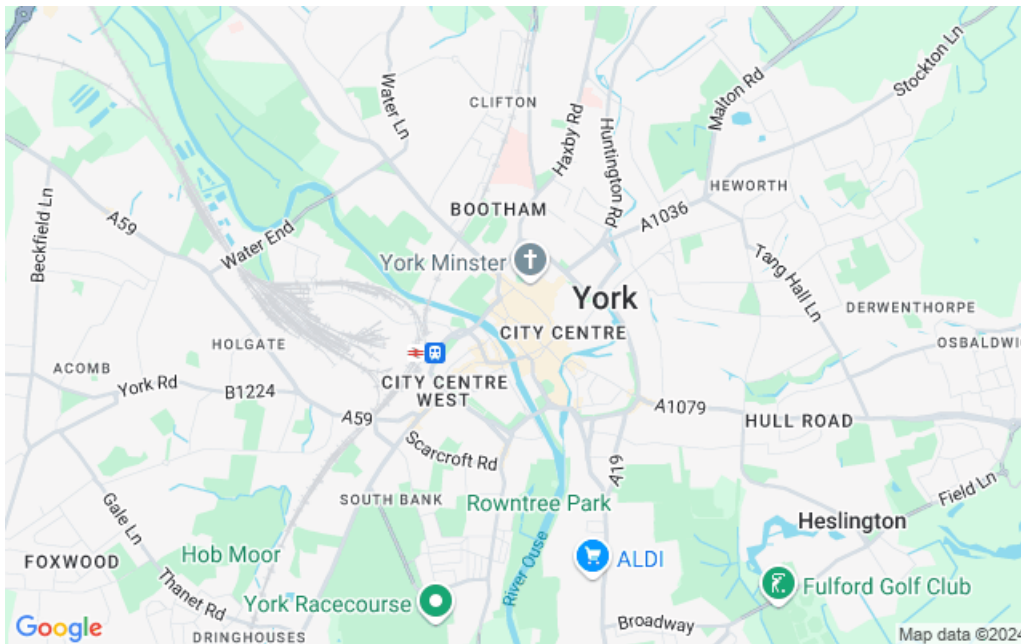 Stockton Ln
Malton Rd
Water Ln
CLIFTON
Haxby Rd
Huntington Rd
HEWORTH
BOOTHAM
A59
Beckfield Ln
Water End
A1036
York Minster
Tang Hall Ln
York
DERWENTHORPE
CITY CENTRE
HOLGATE
OSBALDWIC
ACOMB
CITY CENTRE
WEST
York Rd
B1224
A59
A1079
HULL ROAD
Scarcroft Rd
A19
SOUTH BANK
Rowntree Park
Field Ln
Gale Ln
Heslington
Hob Moor
FOXWOOD
ALDI
River Ouse
Thanet Rd
York Racecourse
Fulford Golf Club
Broadway
Google
DRINGHOUSES
Map data ©2024